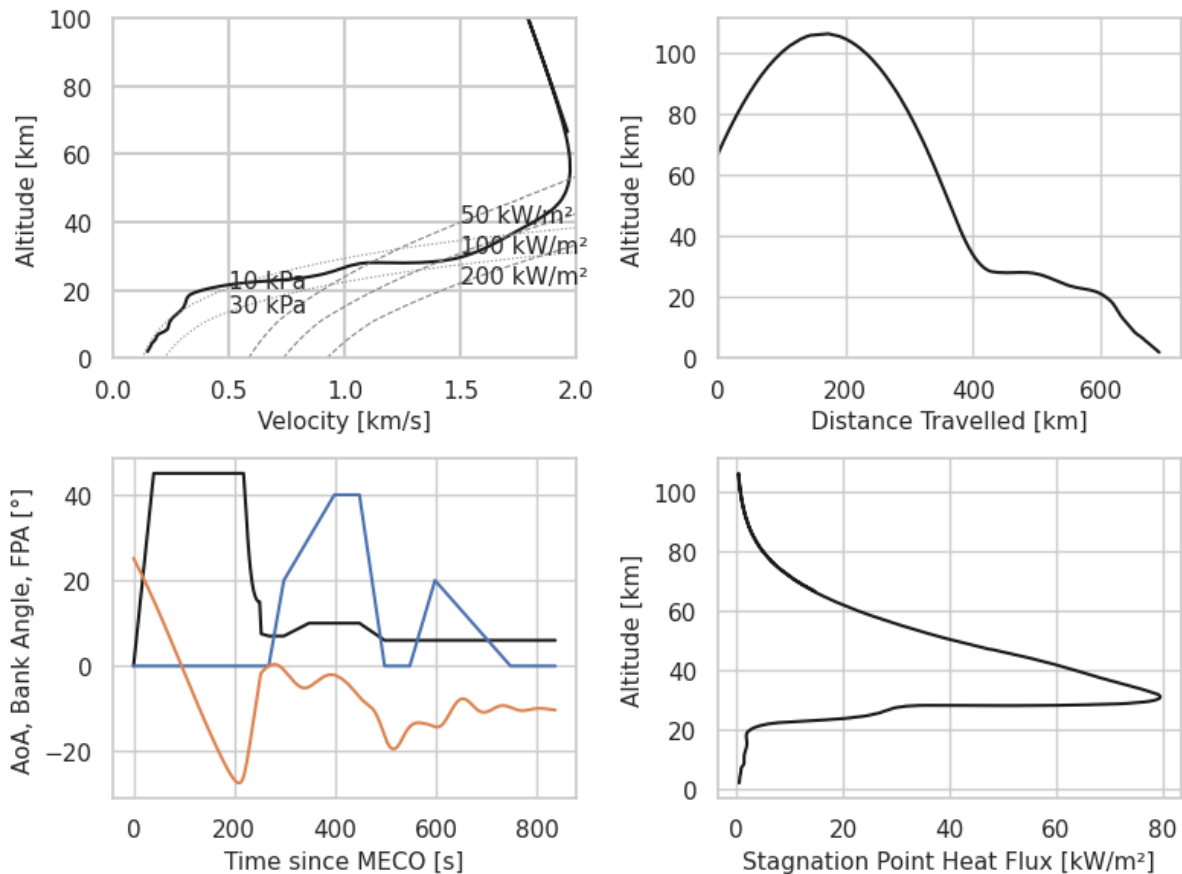 100
80
60
40
20
0
Altitude [km]
50 kW/m²
100 kW/m²
200 kW/m²
10 kPa
30 kPa
0.0 0.5 1.0 1.5 2.0
Velocity [km/s]
100
80
60
40
20
0
Altitude [km]
0 200 400 600
Distance Travelled [km]
40
20
0
−20
AoA, Bank Angle, FPA [°]
0 200 400 600 800
Time since MECO [s]
100
80
60
40
20
0
Altitude [km]
0 20 40 60 80
Stagnation Point Heat Flux [kW/m²]